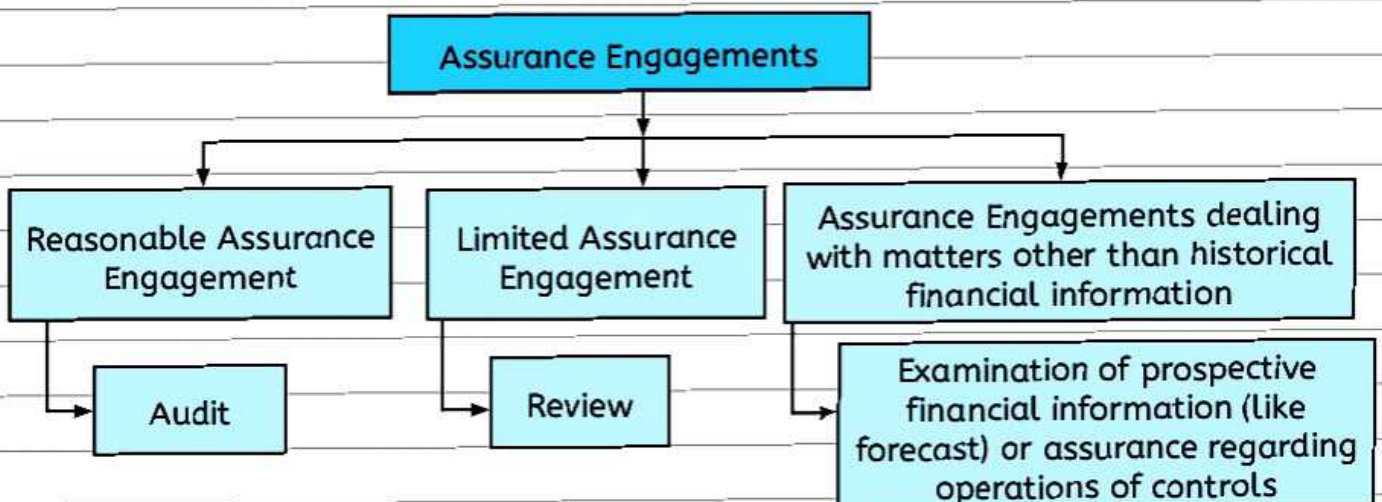 Assurance Engagements
Reasonable Assurance
Engagement
Limited Assurance
Engagement
Assurance Engagements dealing
with matters other than historical
financial information
Audit
Review
Examination of prospective
financial information (like
forecast) or assurance regarding
operations of controls